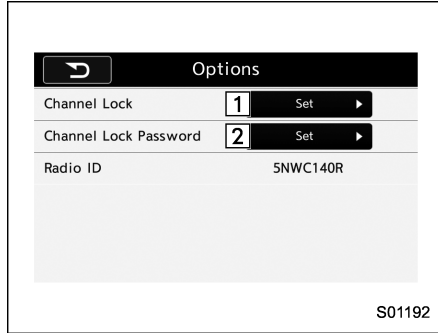 Options
Channel Lock 1 Set
Channel Lock Password 2 Set
Radio ID 5NWC140R
S01192